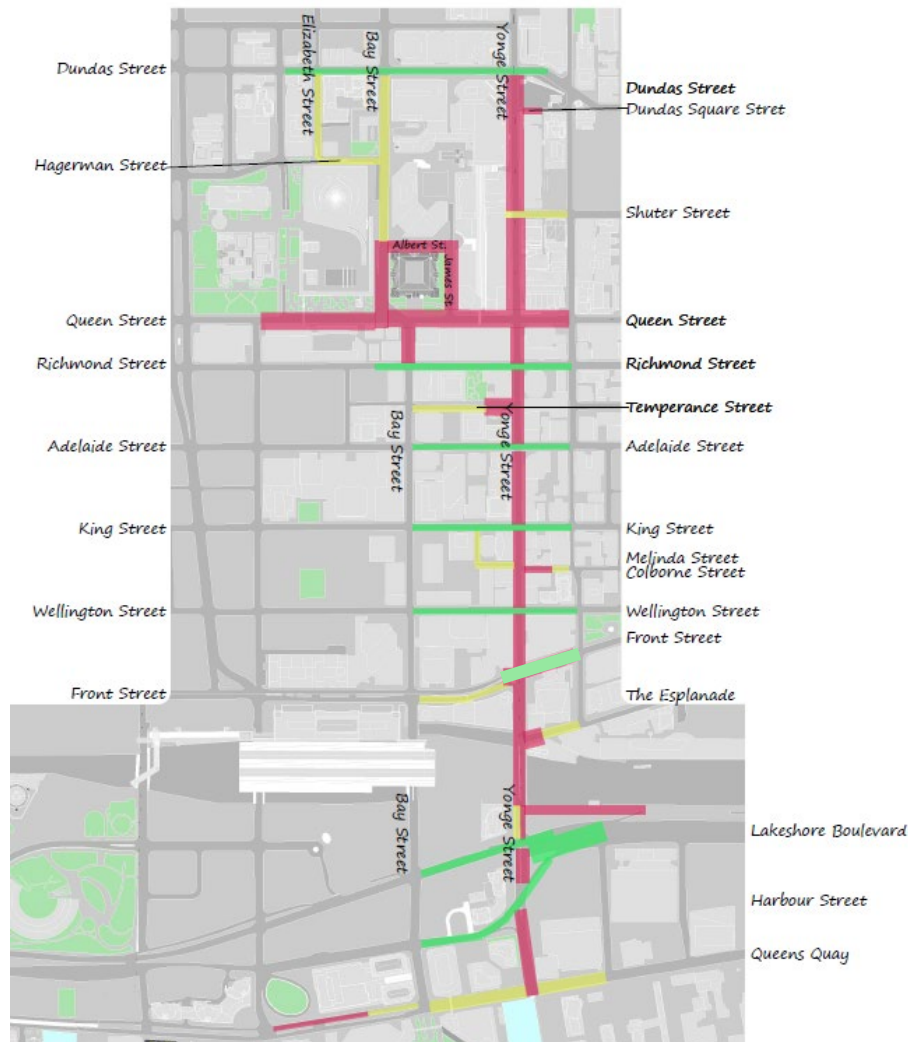 Elizabeth Street
Bay Street
Yonge Street
Dundas Street
Dundas Street
Dundas Square Stret
Hagerman Street
Shuter Street
Albert St.
James St.
Queen Street
Queen Street
Richmond Street
Richmond Street
Temperance Street
Bay Street
Yonge Street
Adelaide Street
Adelaide Street
King Street
King Street
Melinda Street
Colborne Street
Wellington Street
Wellington Street
Front Street
Front Street
The Esplanade
Bay Street
Yonge Street
Lakeshore Boulevard
Harbour Street
Queens Quay